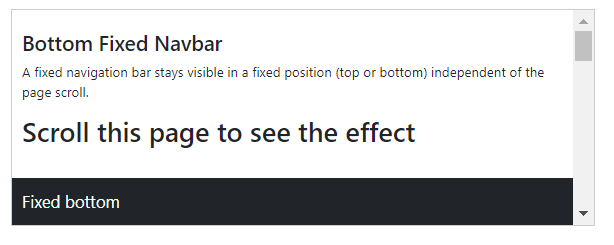 Bottom Fixed Navbar
A fixed navigation bar stays visible in a fixed position (top or bottom) independent of the
page scroll.
Scroll this page to see the effect
Fixed bottom